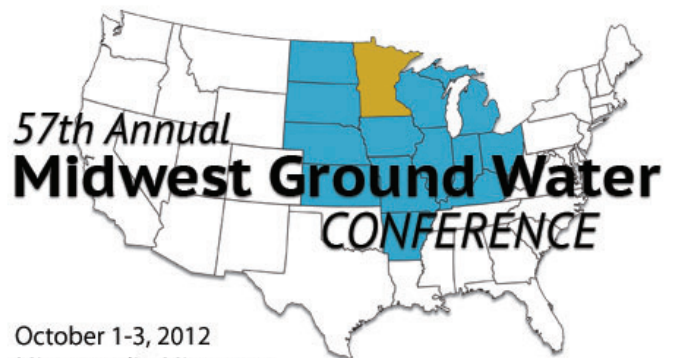 57th Annual
Midwest Ground Water
CONFERENCE
October 1-3, 2012